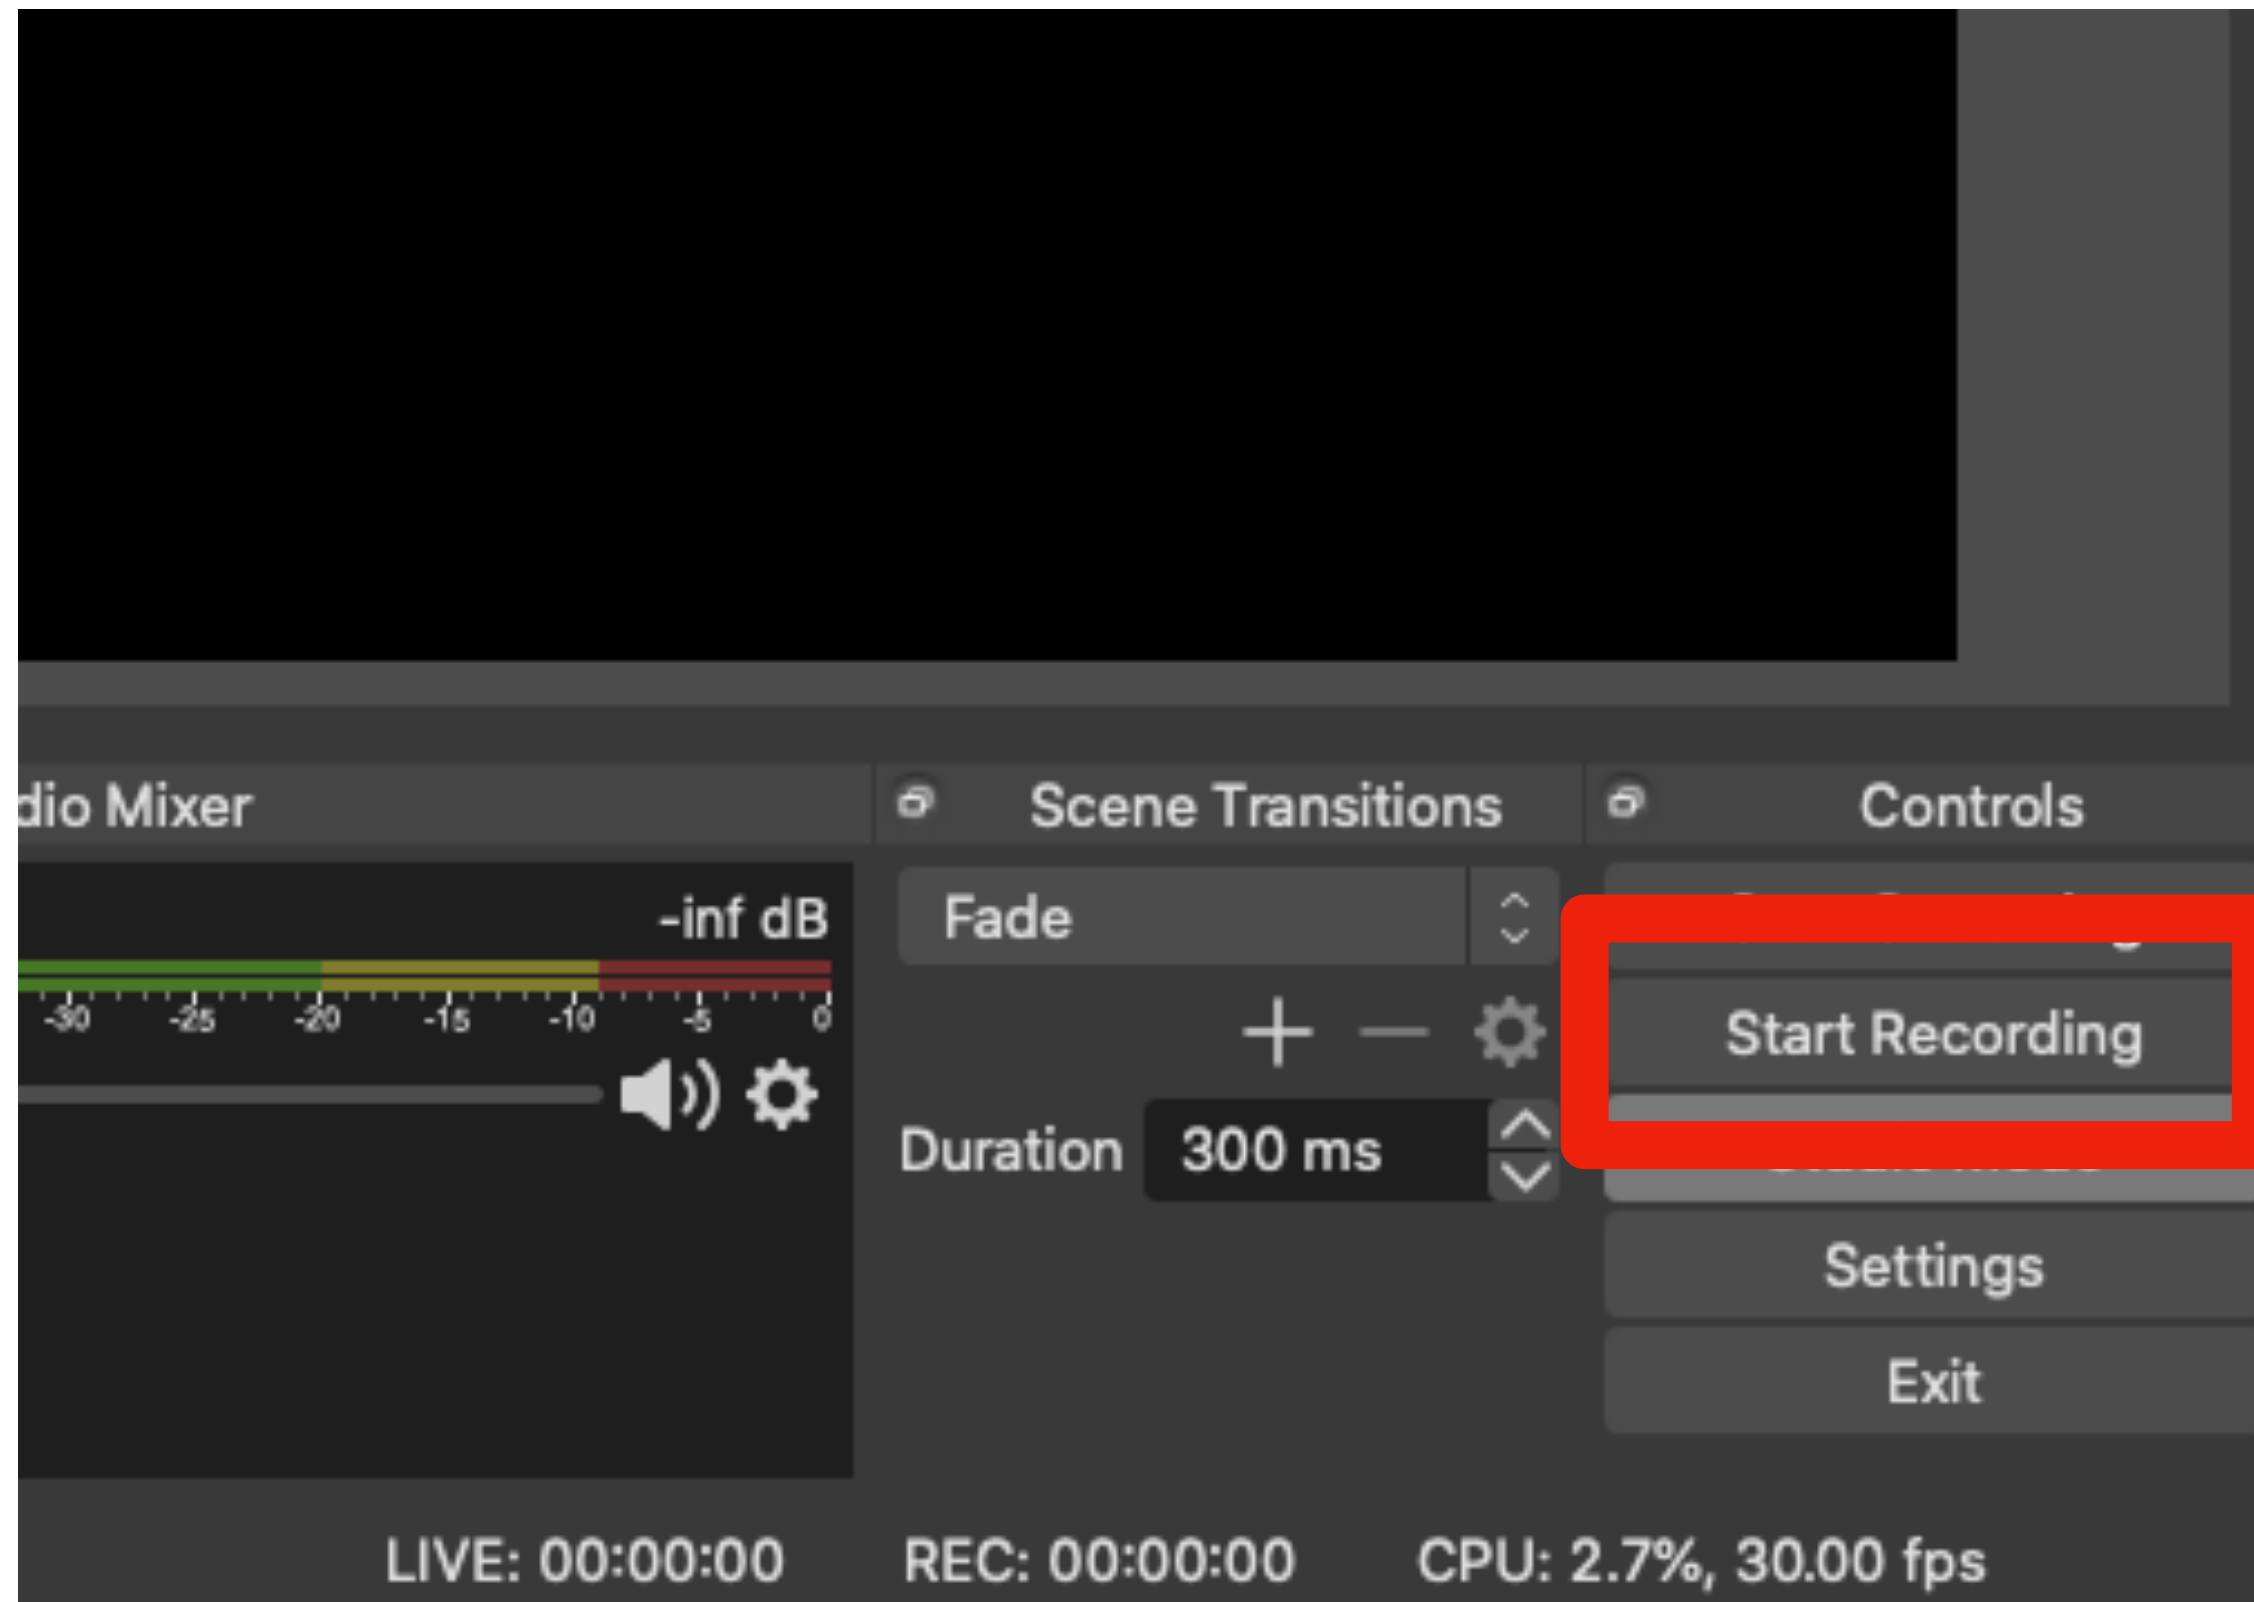 dio Mixer
Scene Transitions
Controls
-inf dB
-30 -25 -20 -15 -10 -5 0
Fade
Duration 300 ms
Start Recording
Settings
Exit
LIVE: 00:00:00 REC: 00:00:00 CPU: 2.7%, 30.00 fps